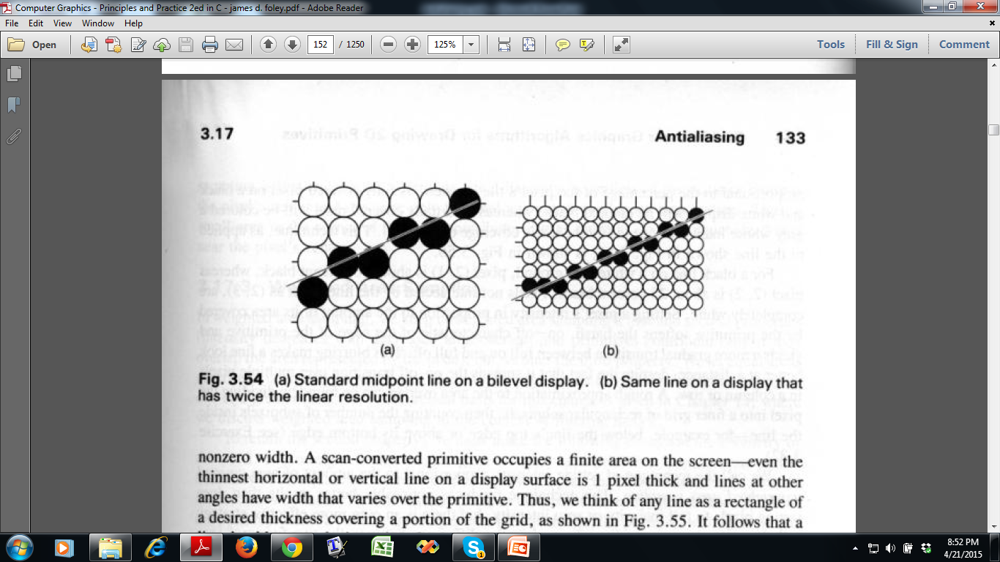 Computer Graphics - Principles and Practice 2ed in C - james d. foley.pdf - Adobe Reader
File Edit View Window Help
Open 152 / 1250 125% Tools Fill & Sign Comment
3.17 Antialiasing 133
(a) (b)
Fig. 3.54 (a) Standard midpoint line on a bilevel display. (b) Same line on a display that
has twice the linear resolution.
nonzero width. A scan-converted primitive occupies a finite area on the screen—even the
thinnest horizontal or vertical line on a display surface is 1 pixel thick and lines at other
angles have width that varies over the primitive. Thus, we think of any line as a rectangle of
a desired thickness covering a portion of the grid, as shown in Fig. 3.55. It follows that a
8:52 PM
4/21/2015